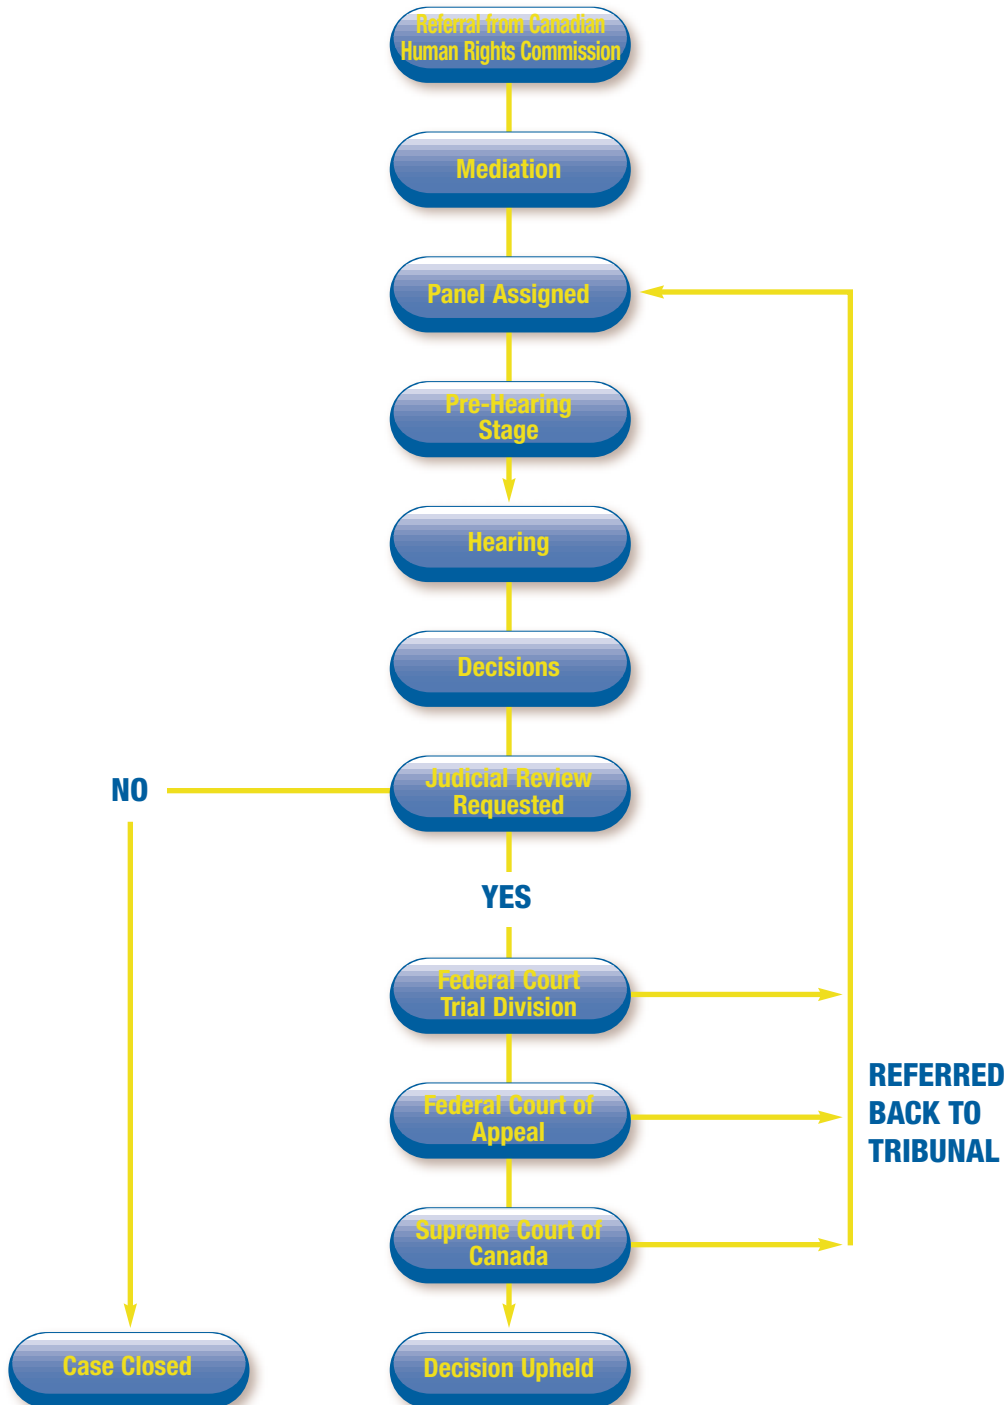 Referral from Canadian
Human Rights Commission
Mediation
Panel Assigned
Pre-Hearing
Stage
Hearing
Decisions
Judicial Review
Requested
NO
YES
Federal Court
Trial Division
Federal Court of
Appeal
Supreme Court of
Canada
REFERRED
BACK TO
TRIBUNAL
Case Closed
Decision Upheld